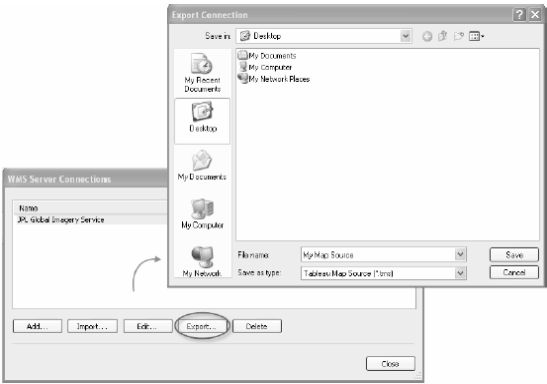 Export Connection
Save in:
Desktop
My Recent
Documents
Desktop
My Documents
My Computer
My Network
My Documents
My Computer
My Network Places
File name:
My Map Source
Save
Save as type:
Tableau Map Source (*.tms)
Cancel
WMS Server Connections
Name
JPL Global Imagery Service
Add...
Import...
Edit...
Export...
Delete
Close